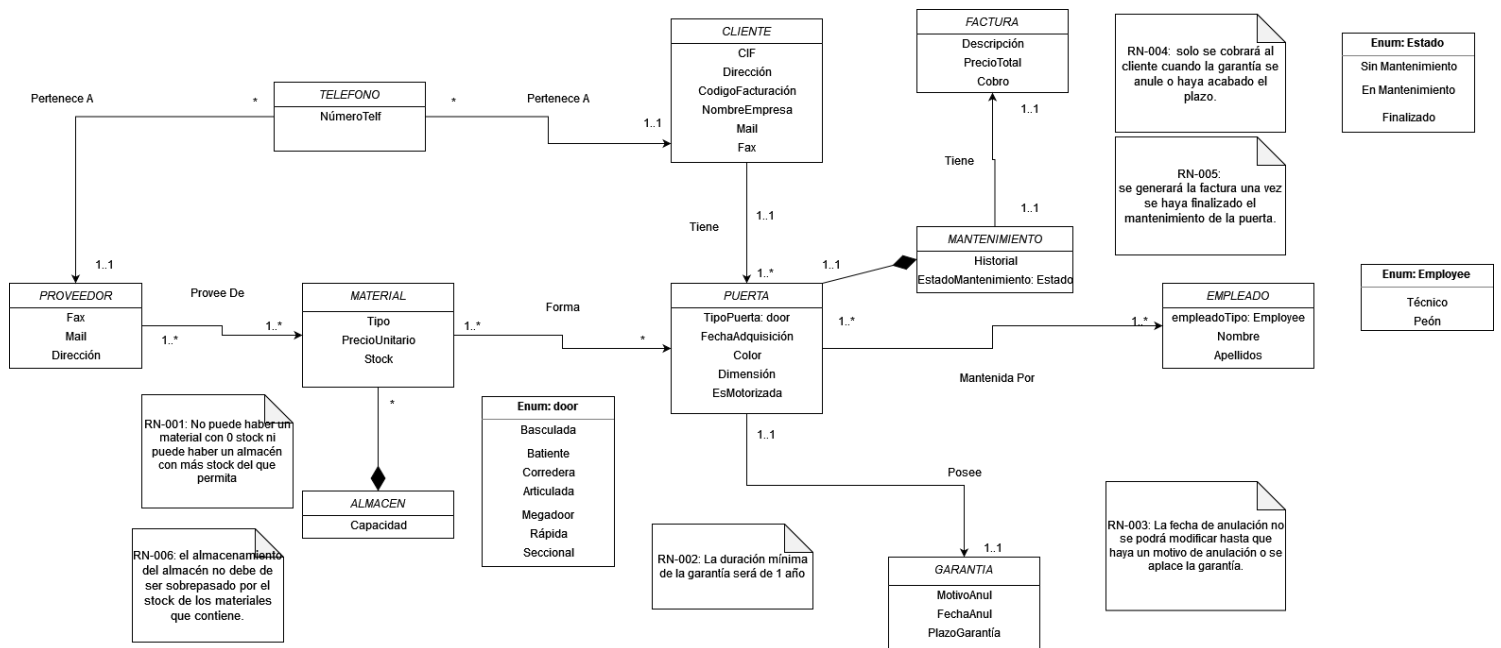 CLIENTE
CIF
Dirección
CodigoFacturación
NombreEmpresa
Mail
Fax
FACTURA
Descripción
PrecioTotal
Cobro
RN-004: solo se cobrará al
cliente cuando la garantía se
anule o haya acabado el
plazo.
Enum: Estado
Sin Mantenimiento
En Mantenimiento
Finalizado
Pertenece A
*
TELEFONO
NúmeroTelf
*
Pertenece A
1..1
1..1
Tiene
RN-005:
se generará la factura una vez
se haya finalizado el
mantenimiento de la puerta.
1..1
Tiene
1..1
1..1
MANTENIMIENTO
Historial
EstadoMantenimiento: Estado
1..1
PROVEEDOR
Fax
Mail
Dirección
Provee De
1..*
1..*
MATERIAL
Tipo
PrecioUnitario
Stock
Forma
1..*
*
1..*
1..1
PUERTA
TipoPuerta: door
FechaAdquisición
Color
Dimensión
EsMotorizada
1..*
1..*
Mantenida Por
EMPLEADO
empleadoTipo: Employee
Nombre
Apellidos
Enum: Employee
Técnico
Peón
RN-001: No puede haber un
material con 0 stock ni
puede haber un almacén
con más stock del que
permita
*
ALMACEN
Capacidad
Enum: door
Basculada
Batiente
Corredera
Articulada
Megadoor
Rápida
Seccional
1..1
Posee
1..1
RN-006: el almacenamiento
del almacén no debe de
ser sobrepasado por el
stock de los materiales
que contiene.
RN-002: La duración mínima
de la garantía será de 1 año
GARANTIA
MotivoAnul
FechaAnul
PlazoGarantía
RN-003: La fecha de anulación no
se podrá modificar hasta que
haya un motivo de anulación o se
aplace la garantía.